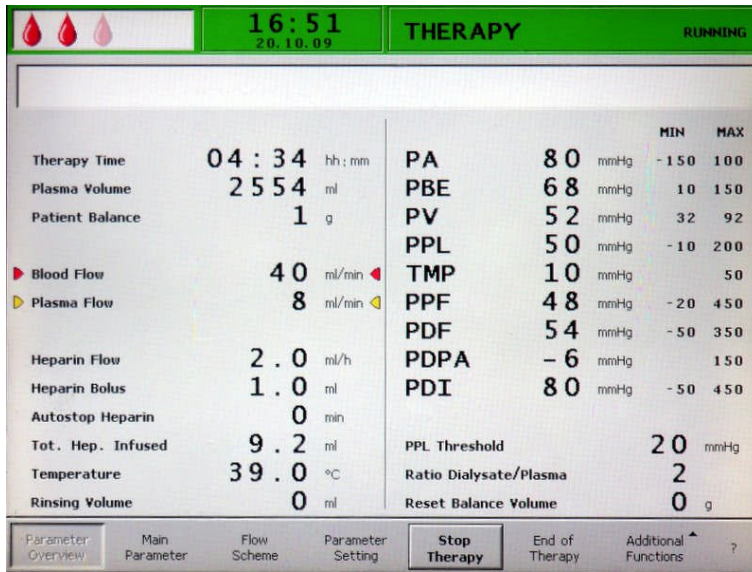 16:51
20.10.09
THERAPY
RUNNING
Therapy Time 04:34 hh:mm
Plasma Volume 2554 ml
Patient Balance 1 g
Blood Flow 40 ml/min
Plasma Flow 8 ml/min
Heparin Flow 2.0 ml/h
Heparin Bolus 1.0 ml
Autostop Heparin 0 min
Tot. Hep. Infused 9.2 ml
Temperature 39.0 °C
Rinsing Volume 0 ml
MIN MAX
PA 80 mmHg -150 100
PBE 68 mmHg 10 150
PV 52 mmHg 32 92
PPL 50 mmHg -10 200
TMP 10 mmHg 50
PPF 48 mmHg -20 450
PDF 54 mmHg -50 350
PDPA -6 mmHg 150
PDI 80 mmHg -50 450
PPL Threshold 20 mmHg
Ratio Dialysate/Plasma 2
Reset Balance Volume 0 g
Parameter Overview
Main Parameter
Flow Scheme
Parameter Setting
Stop Therapy
End of Therapy
Additional Functions
?